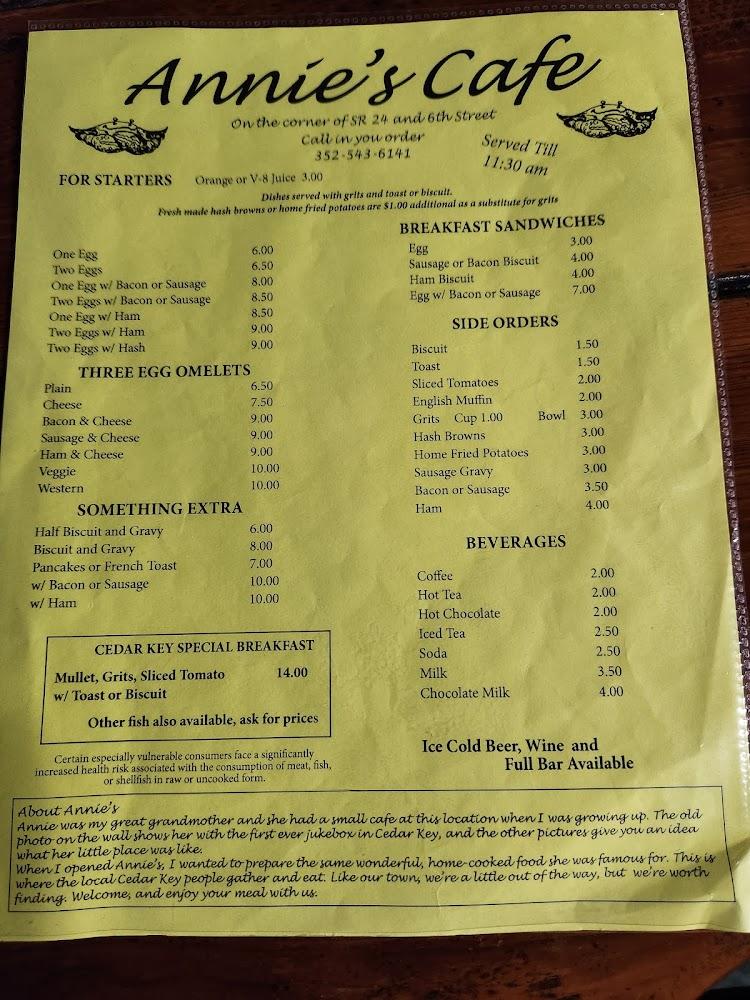 Annie's Cafe
On the corner of SR 24 and 6th Street
Call in you order
352-543-6141
Served Till
11:30 am
FOR STARTERS Orange or V-8 Juice 3.00
Dishes served with grits and toast or biscuit.
Fresh made hash browns or home fried potatoes are $1.00 additional as a substitute for grits
One Egg 6.00
Two Eggs 6.50
One Egg w/ Bacon or Sausage 8.00
Two Eggs w/ Bacon or Sausage 8.50
One Egg w/ Ham 8.50
Two Eggs w/ Ham 9.00
Two Eggs w/ Hash 9.00
THREE EGG OMELETS
Plain 6.50
Cheese 7.50
Bacon & Cheese 9.00
Sausage & Cheese 9.00
Ham & Cheese 9.00
Veggie 10.00
Western 10.00
SOMETHING EXTRA
Half Biscuit and Gravy 6.00
Biscuit and Gravy 8.00
Pancakes or French Toast 7.00
w/ Bacon or Sausage 10.00
w/ Ham 10.00
CEDAR KEY SPECIAL BREAKFAST
Mullet, Grits, Sliced Tomato 14.00
w/ Toast or Biscuit
Other fish also available, ask for prices
Certain especially vulnerable consumers face a significantly
increased health risk associated with the consumption of meat, fish,
or shellfish in raw or uncooked form.
BREAKFAST SANDWICHES
Egg 3.00
Sausage or Bacon Biscuit 4.00
Ham Biscuit 4.00
Egg w/ Bacon or Sausage 7.00
SIDE ORDERS
Biscuit 1.50
Toast 1.50
Sliced Tomatoes 2.00
English Muffin 2.00
Grits Cup 1.00 Bowl 3.00
Hash Browns 3.00
Home Fried Potatoes 3.00
Sausage Gravy 3.00
Bacon or Sausage 3.50
Ham 4.00
BEVERAGES
Coffee 2.00
Hot Tea 2.00
Hot Chocolate 2.00
Iced Tea 2.50
Soda 2.50
Milk 3.50
Chocolate Milk 4.00
Ice Cold Beer, Wine and
Full Bar Available
About Annie's
Annie was my great grandmother and she had a small cafe at this location when I was growing up. The old
photo on the wall shows her with the first ever jukebox in Cedar Key, and the other pictures give you an idea
what her little place was like.
When I opened Annie's, I wanted to prepare the same wonderful, home-cooked food she was famous for. This is
where the local Cedar Key people gather and eat. Like our town, we're a little out of the way, but we're worth
finding. Welcome, and enjoy your meal with us.